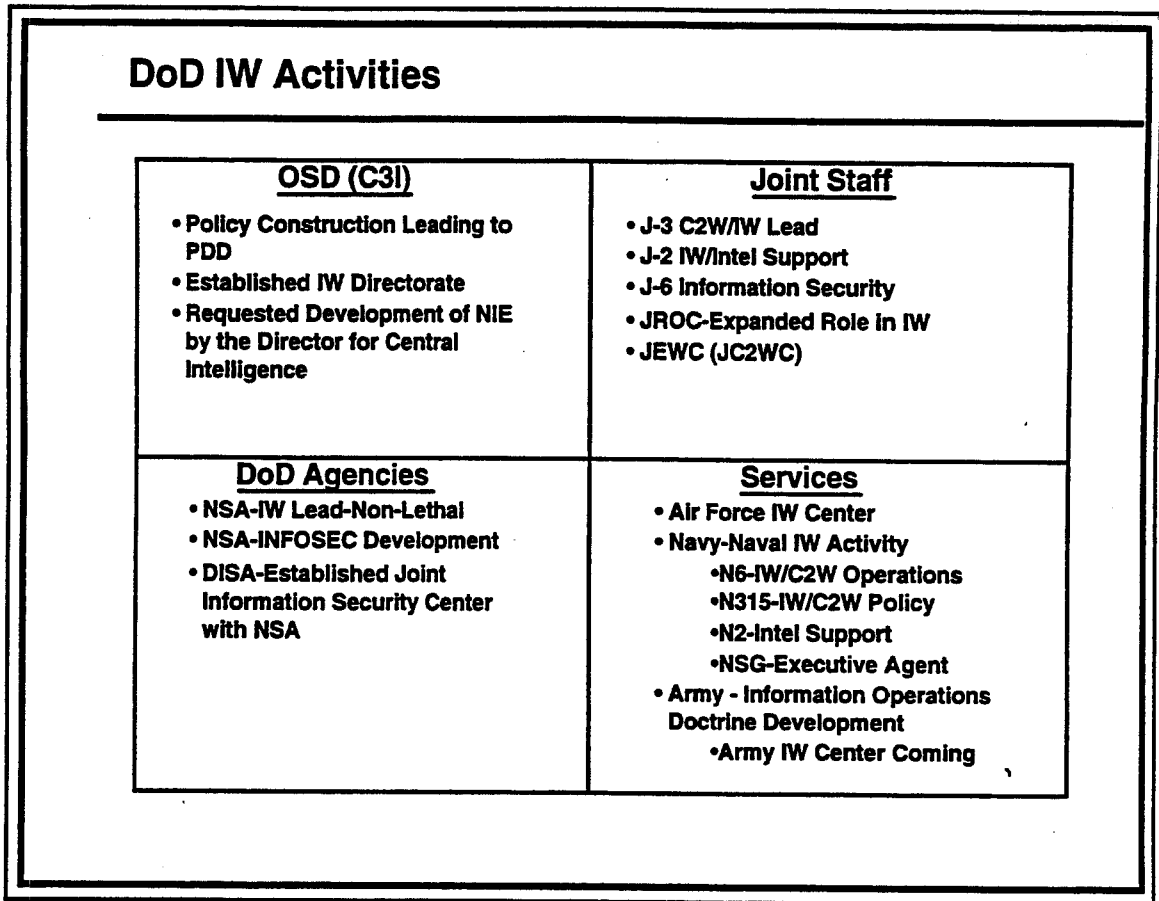 DoD IW Activities
OSD (C3I)
• Policy Construction Leading to
PDD
• Established IW Directorate
• Requested Development of NIE
by the Director for Central
Intelligence
Joint Staff
• J-3 C2W/IW Lead
• J-2 IW/Intel Support
• J-6 Information Security
• JROC-Expanded Role in IW
• JEWC (JC2WC)
DoD Agencies
• NSA-IW Lead-Non-Lethal
• NSA-INFOSEC Development
• DISA-Established Joint
Information Security Center
with NSA
Services
• Air Force IW Center
• Navy-Naval IW Activity
•N6-IW/C2W Operations
•N315-IW/C2W Policy
•N2-Intel Support
•NSG-Executive Agent
• Army - Information Operations
Doctrine Development
•Army IW Center Coming